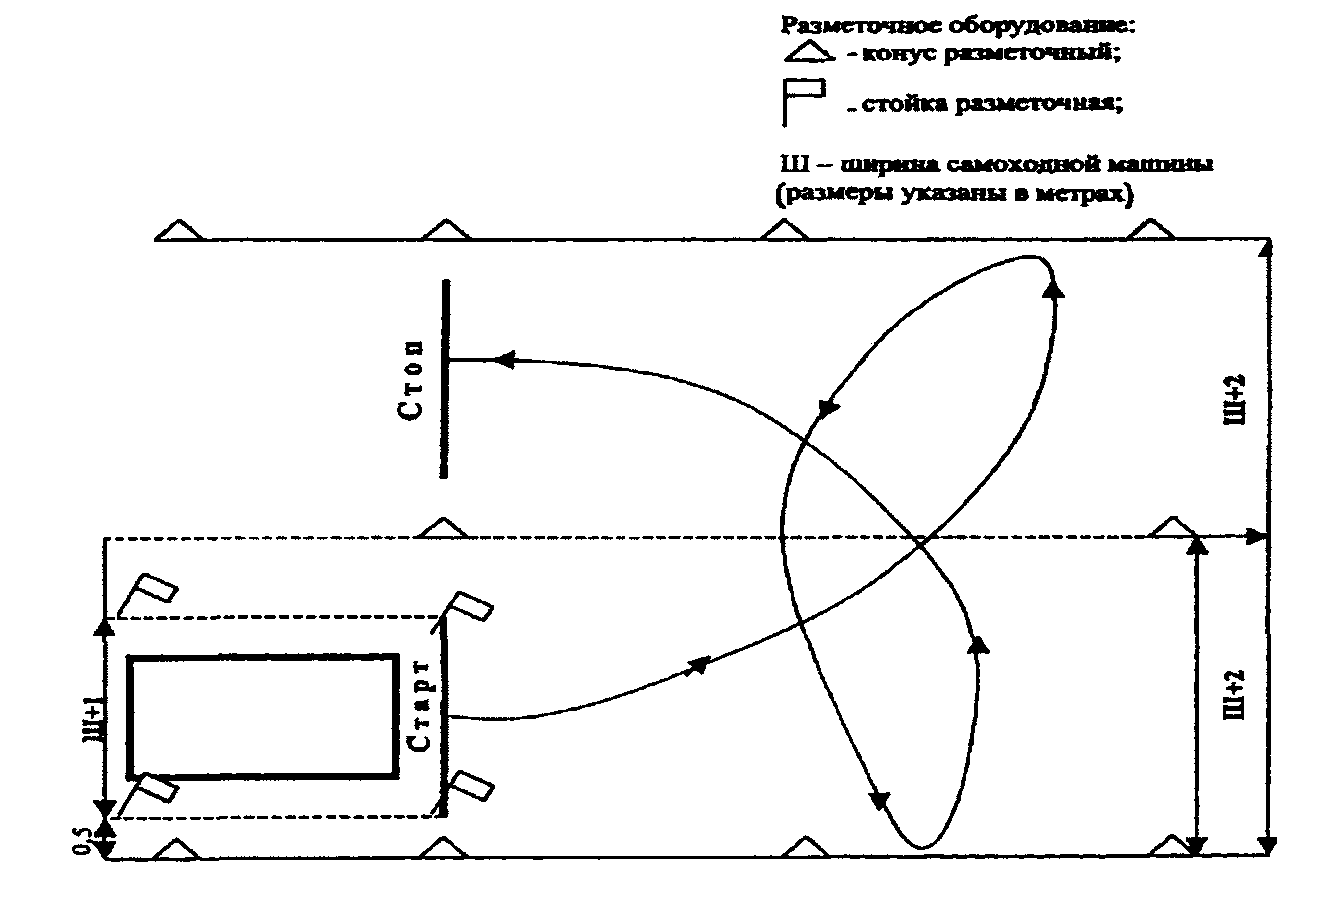 Разметочное оборудование:
- конус разметочный;
- стойка разметочная;
Ш – ширина самоходной машины
(размеры указаны в метрах)
Стоп
Ш+2
Старт
Ш+1
Ш+2
0,5